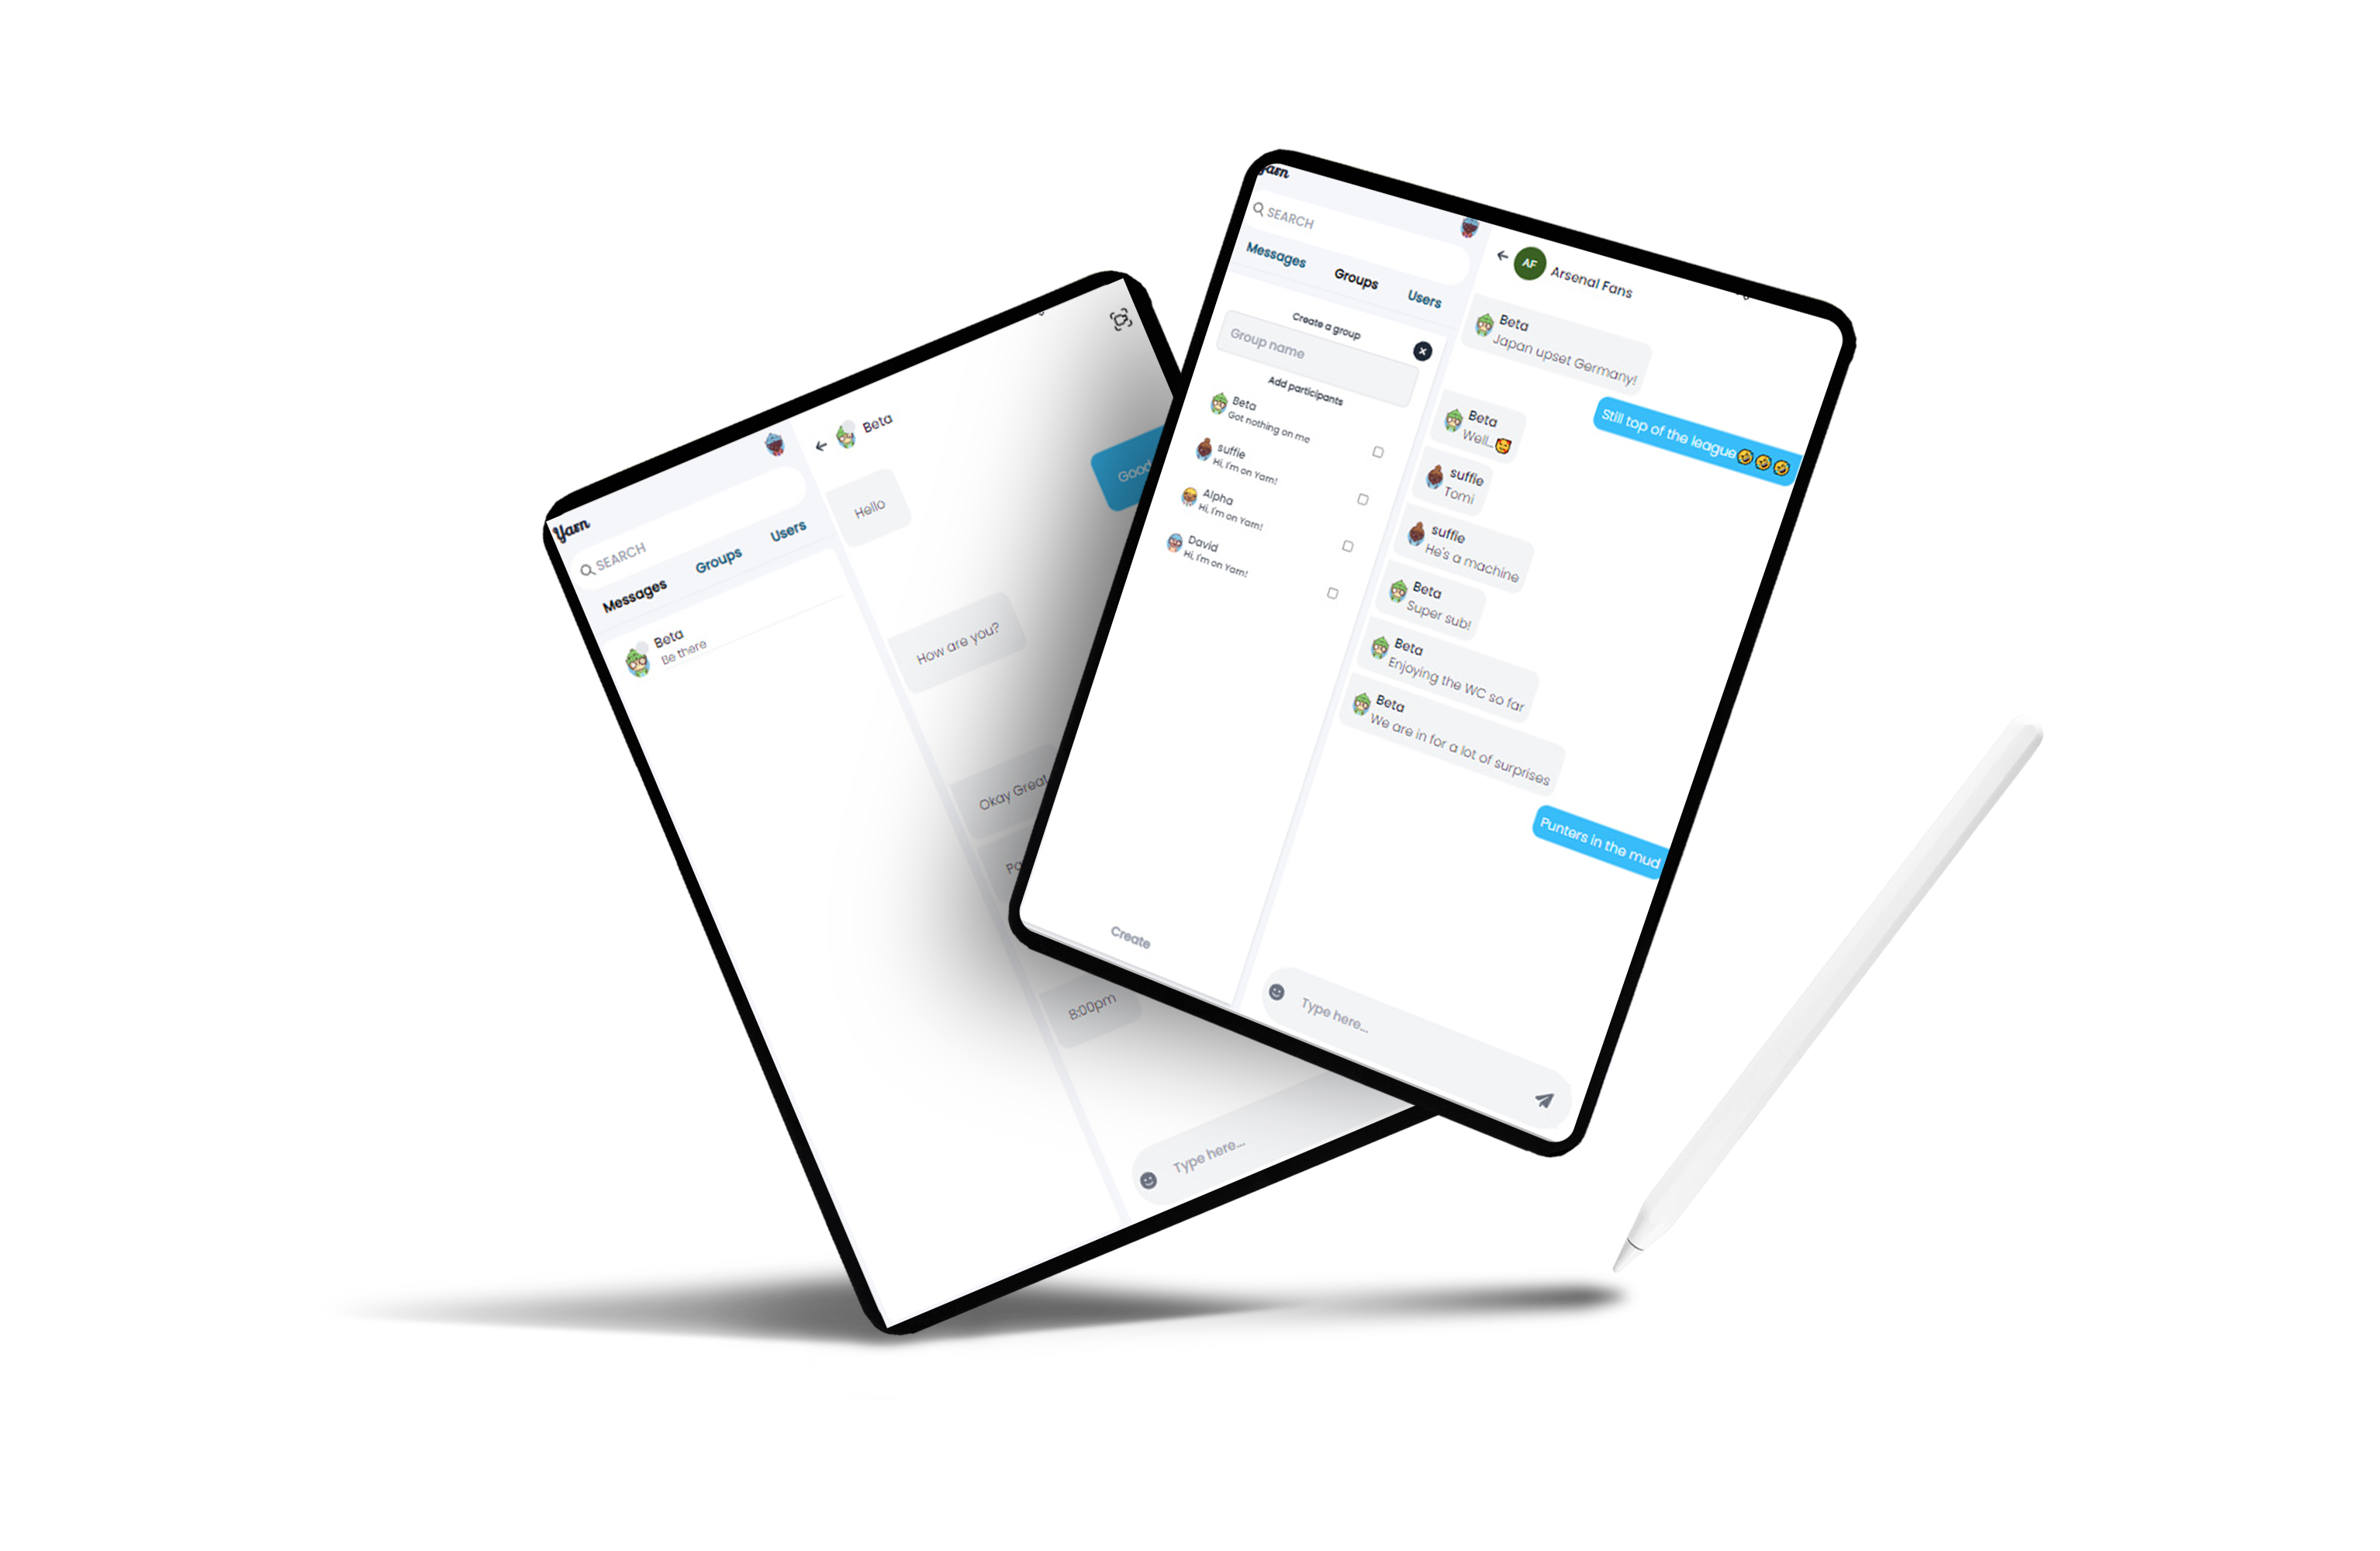 Yarn
SEARCH
Messages
Groups
Users
Beta
Be there
Beta
Hello
How are you?
Okay Great
8:00pm
Type here...
SEARCH
Messages
Groups
Users
Create a group
Group name
Add participants
Beta
Got nothing on me
suffie
Hi, I'm on Yarn!
Alpha
Hi, I'm on Yarn!
David
Hi, I'm on Yarn!
Create
AF
Arsenal Fans
Beta
Japan upset Germany!
Still top of the league🤣🤣🤣
Beta
Well...🥰
suffie
Tomi
suffie
He's a machine
Beta
Super sub!
Beta
Enjoying the WC so far
Beta
We are in for a lot of surprises
Punters in the mud
Type here...